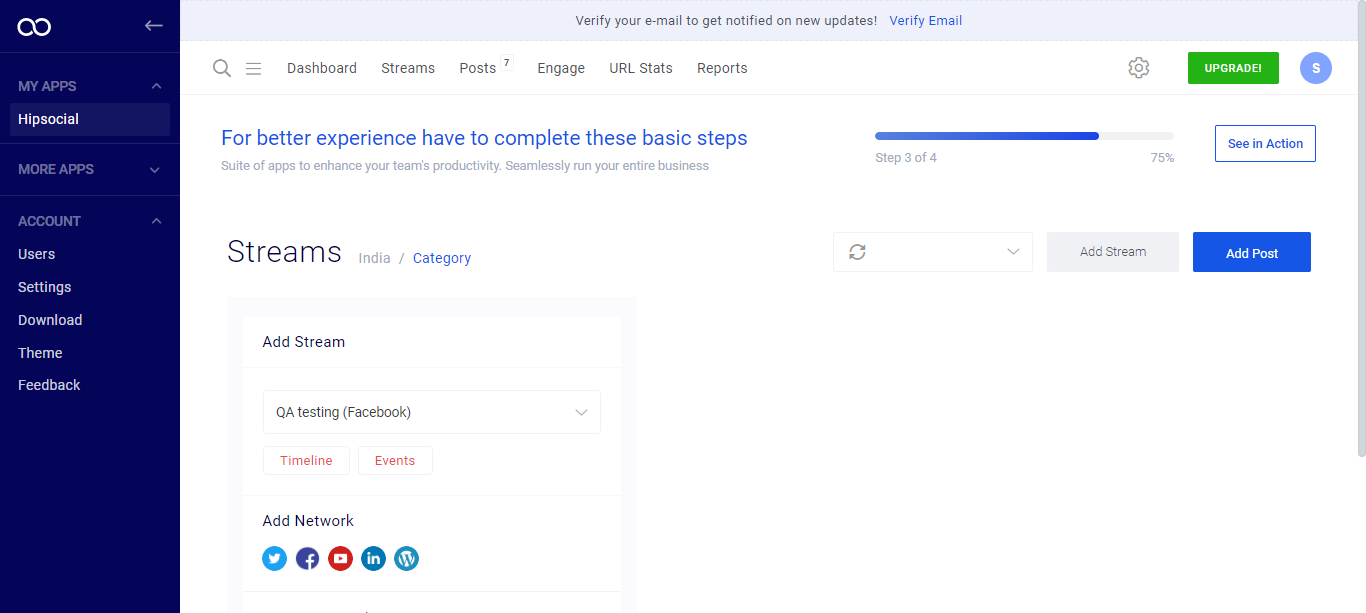 Verify your e-mail to get notified on new updates! Verify Email
Dashboard Streams Posts 7 Engage URL Stats Reports UPGRADE! S
MY APPS
Hipsocial
MORE APPS
ACCOUNT
Users
Settings
Download
Theme
Feedback
For better experience have to complete these basic steps
Suite of apps to enhance your team's productivity. Seamlessly run your entire business
Step 3 of 4 75%
See in Action
Streams India / Category
Add Stream Add Post
Add Stream
QA testing (Facebook)
Timeline Events
Add Network